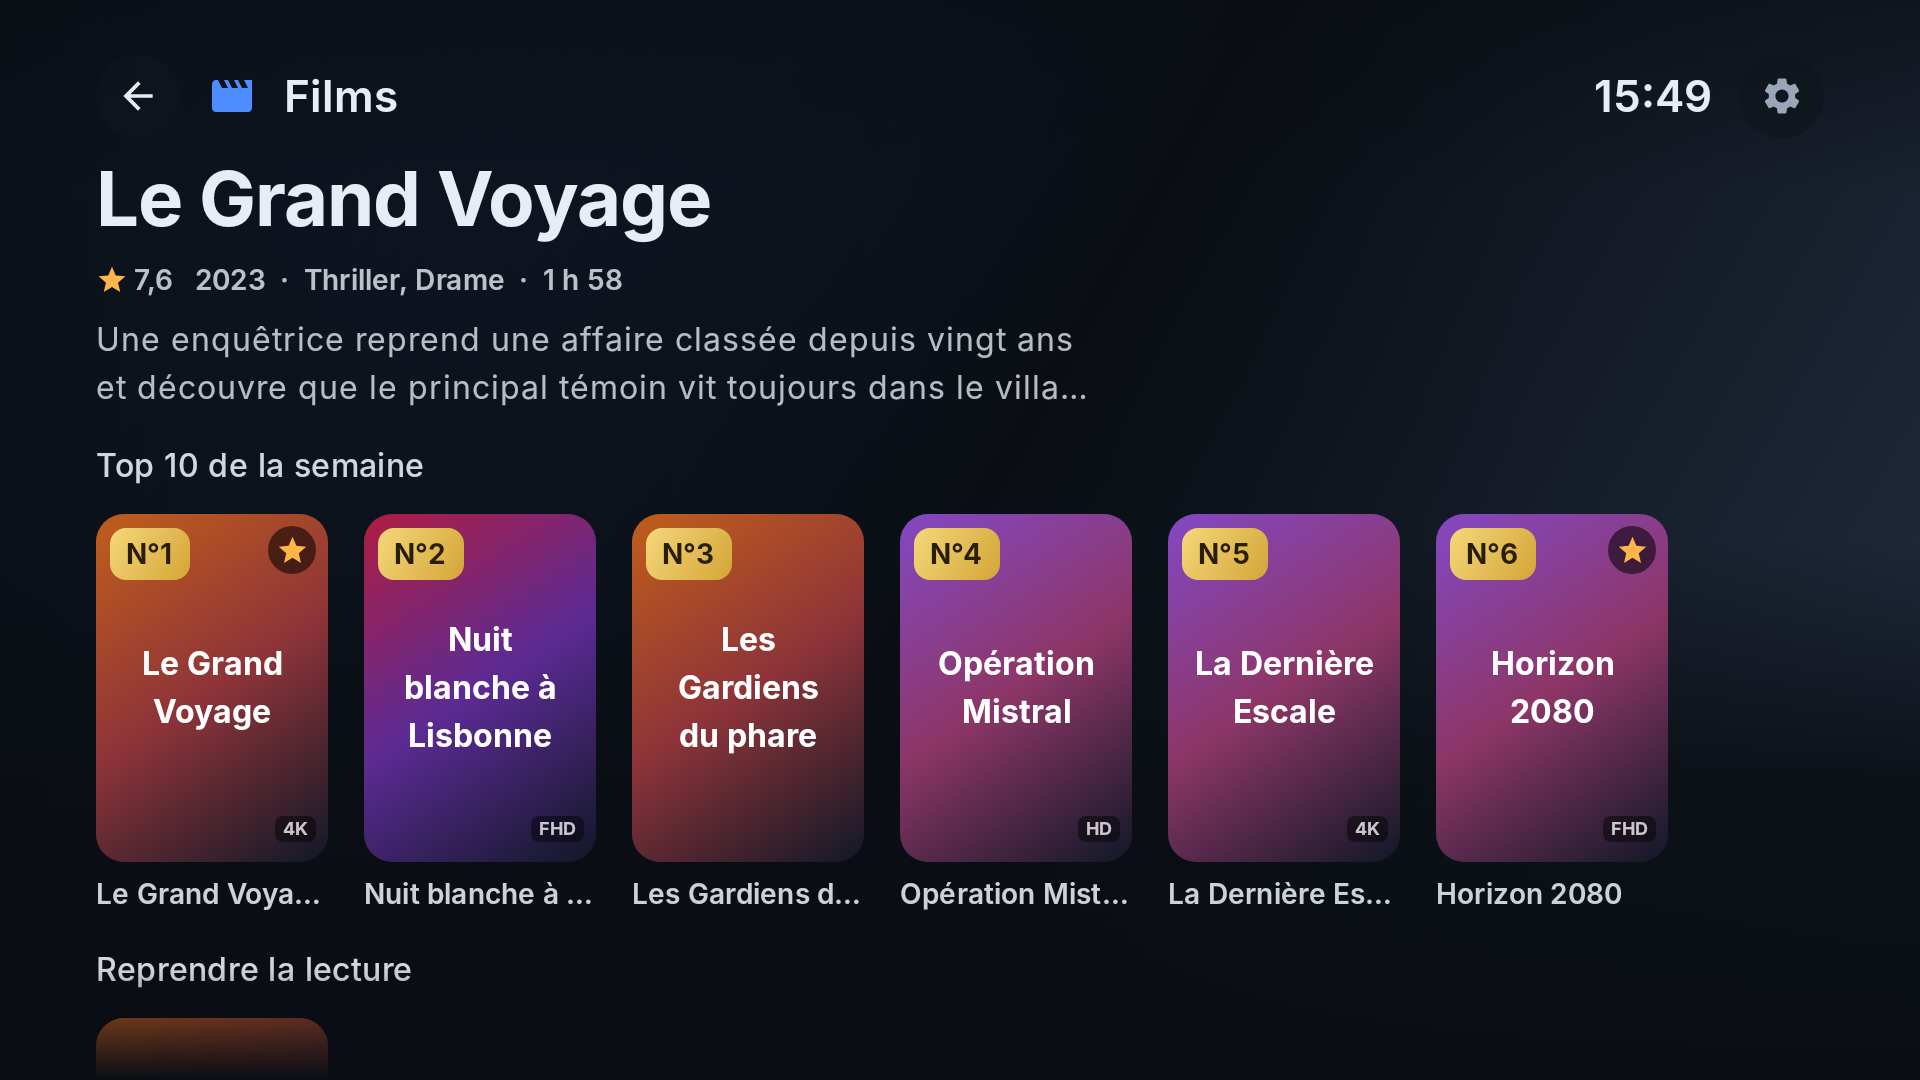 Films
15:49
Le Grand Voyage
7,6 2023 · Thriller, Drame · 1 h 58
Une enquêtrice reprend une affaire classée depuis vingt ans
et découvre que le principal témoin vit toujours dans le villa...
Top 10 de la semaine
N°1
Le Grand
Voyage
4K
Le Grand Voya...
N°2
Nuit
blanche à
Lisbonne
FHD
Nuit blanche à ...
N°3
Les
Gardiens
du phare
Les Gardiens d...
N°4
Opération
Mistral
HD
Opération Mist...
N°5
La Dernière
Escale
4K
La Dernière Es...
N°6
Horizon
2080
FHD
Horizon 2080
Reprendre la lecture